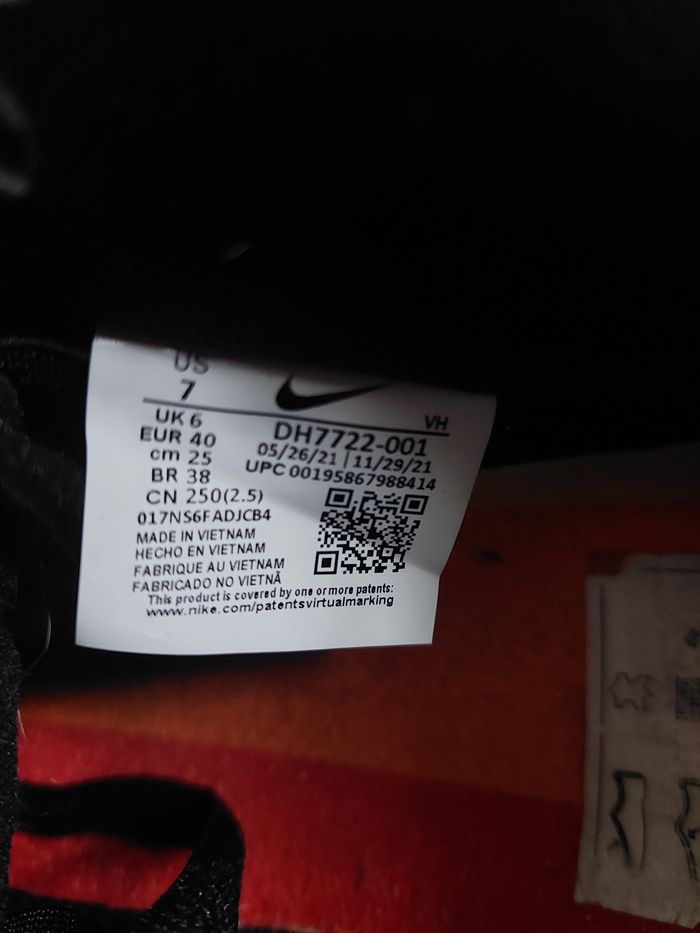 US
7
UK 6
EUR 40
cm 25
BR 38
CN 250(2.5)
017NS6FADJCB4
VH
DH7722-001
05/26/21 | 11/29/21
UPC 00195867988414
MADE IN VIETNAM
HECHO EN VIETNAM
FABRIQUE AU VIETNAM
FABRICADO NO VIETNÃ
This product is covered by one or more patents:
www.nike.com/patentsvirtualmarking